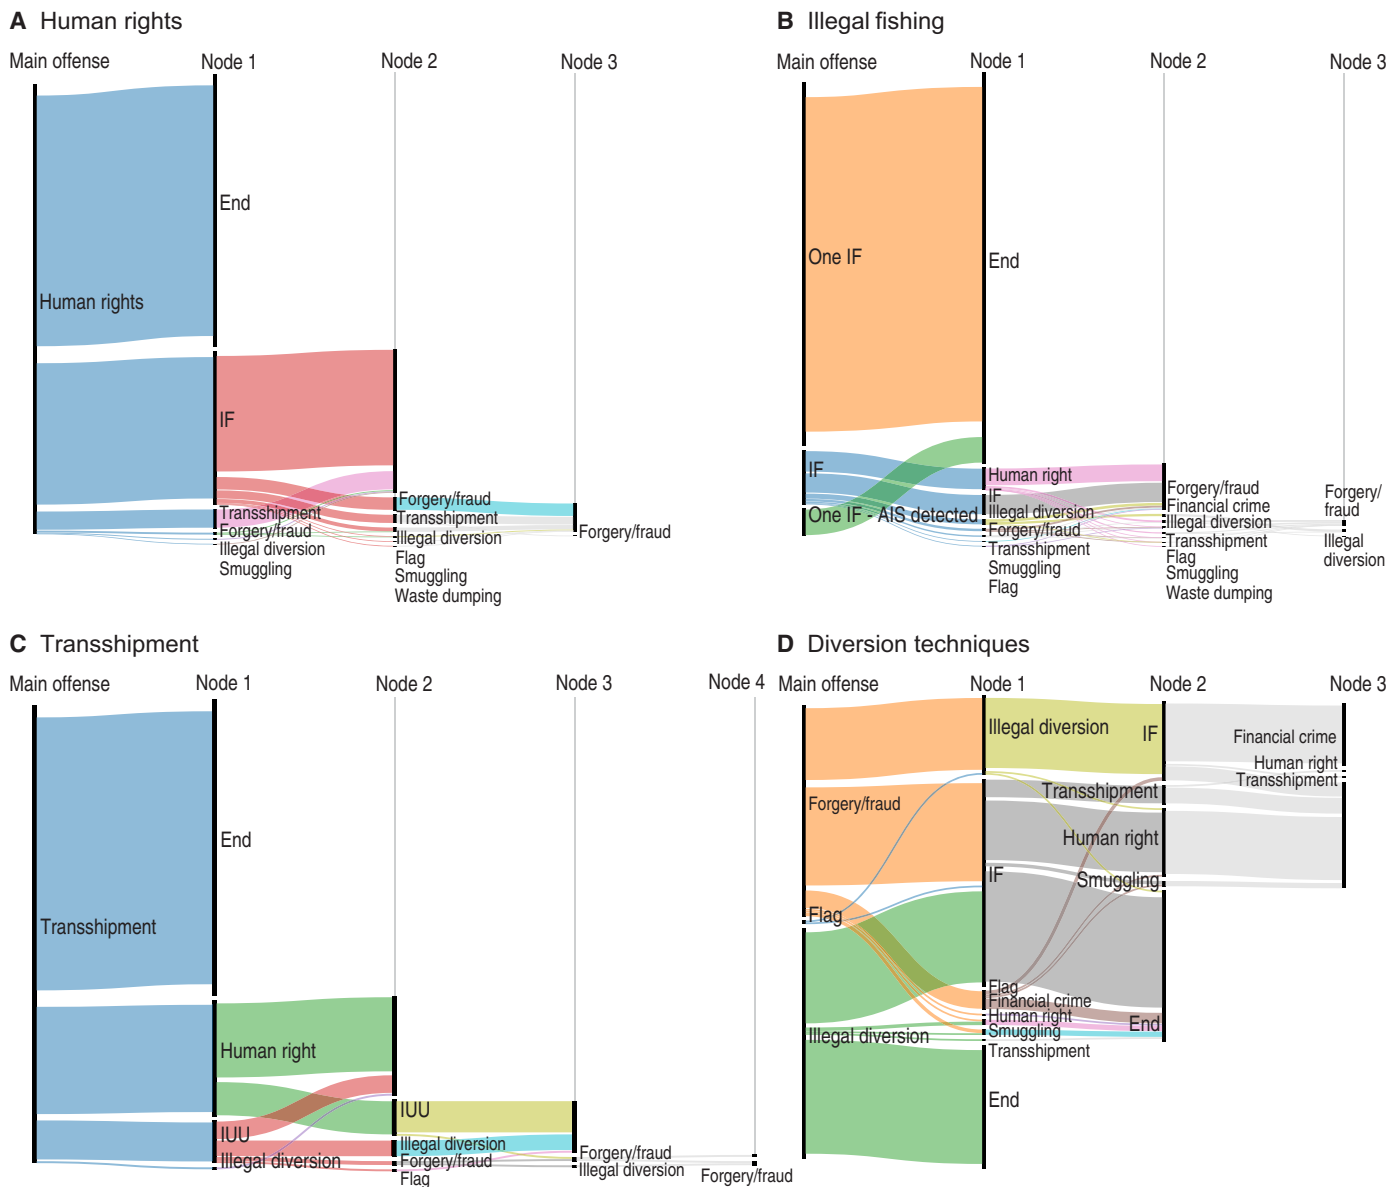 A Human rights
Main offense
Node 1
Node 2
Node 3
End
Human rights
IF
Transshipment
Forgery/fraud
Illegal diversion
Smuggling
Forgery/fraud
Transshipment
Illegal diversion
Flag
Smuggling
Waste dumping
Forgery/fraud
B Illegal fishing
Main offense
Node 1
Node 2
Node 3
One IF
End
IF
One IF - AIS detected
Human right
IF
Illegal diversion
Forgery/fraud
Transshipment
Smuggling
Flag
Forgery/fraud
Financial crime
Illegal diversion
Transshipment
Flag
Smuggling
Waste dumping
Forgery/
fraud
Illegal
diversion
C Transshipment
Main offense
Node 1
Node 2
Node 3
Node 4
End
Transshipment
Human right
IUU
Illegal diversion
IUU
Illegal diversion
Forgery/fraud
Flag
Forgery/fraud
Illegal diversion
Forgery/fraud
D Diversion techniques
Main offense
Node 1
Node 2
Node 3
Forgery/fraud
Flag
Illegal diversion
Illegal diversion
IF
Flag
Financial crime
Human right
Smuggling
Transshipment
End
IF
Transshipment
Human right
Smuggling
End
Financial crime
Human right
Transshipment